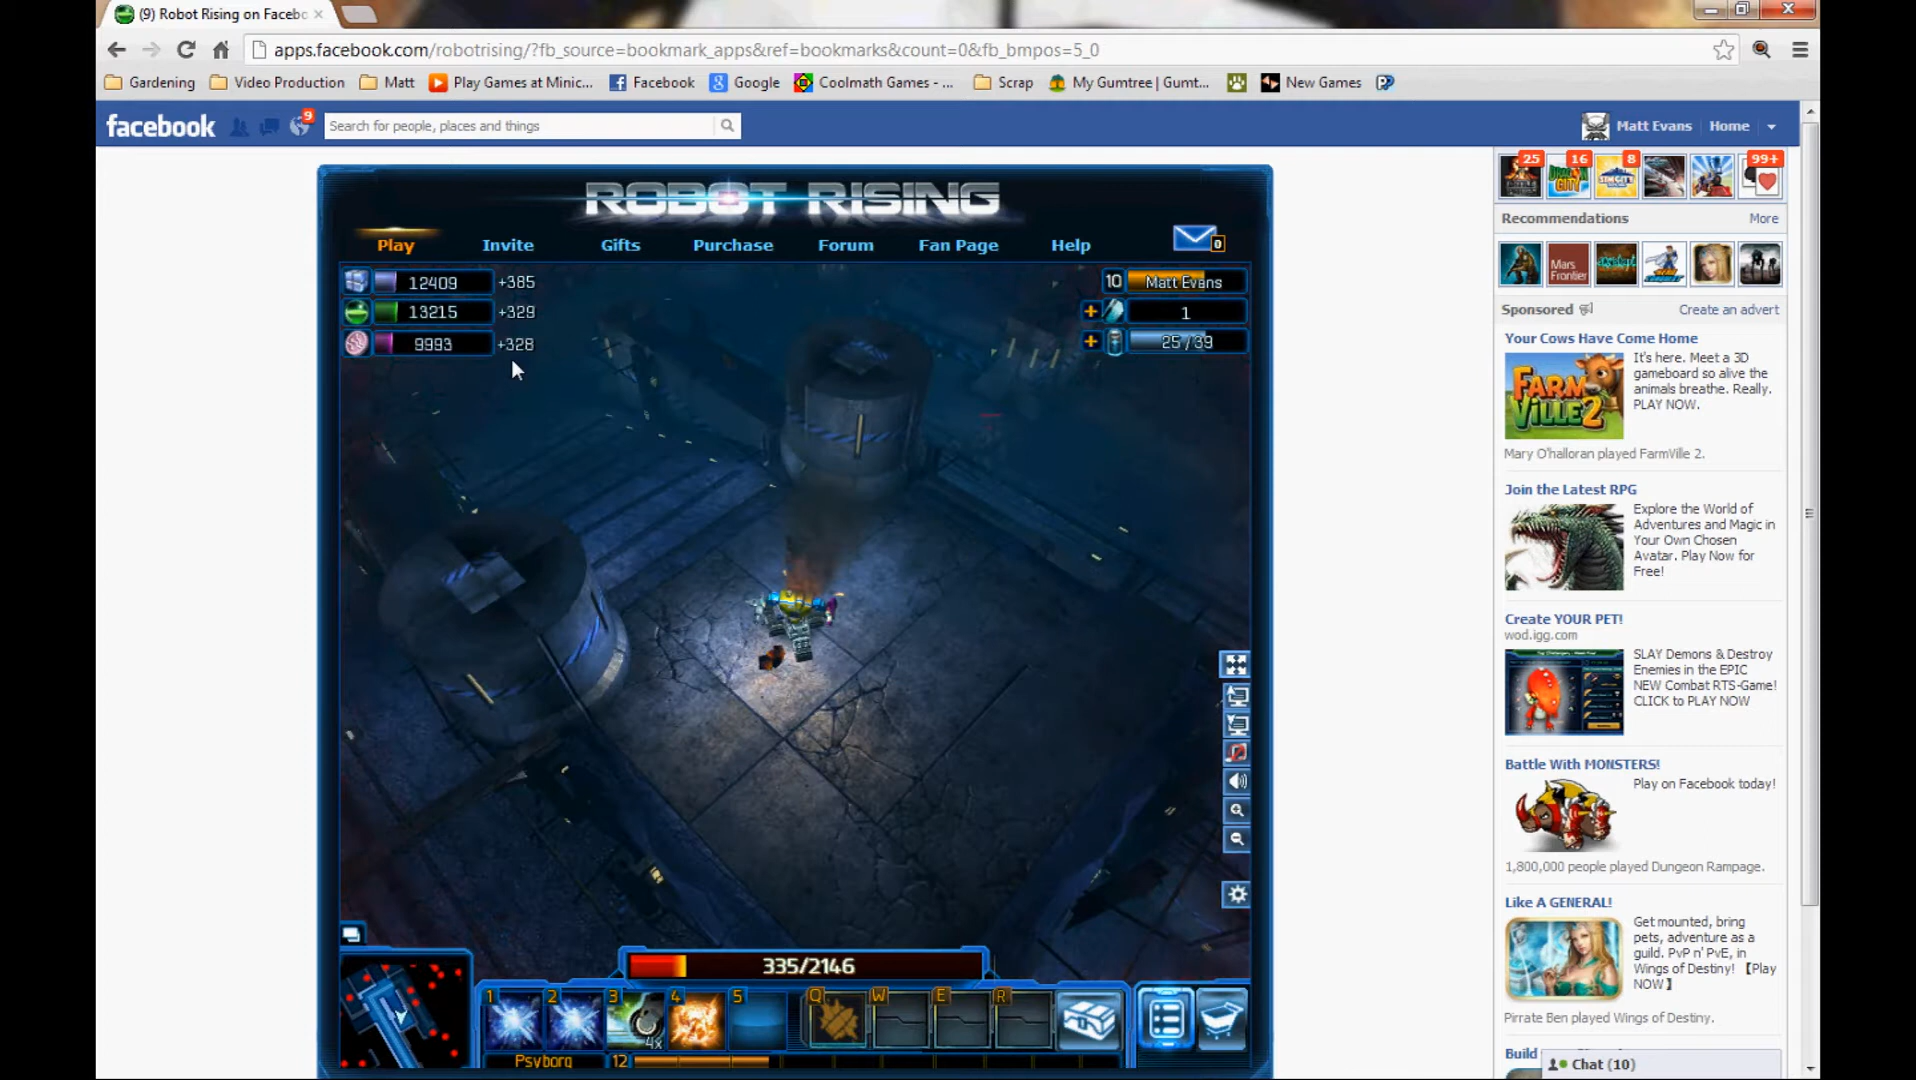 (9) Robot Rising on Facebo
apps.facebook.com/robotrising/?fb_source=bookmark_apps&ref=bookmarks&count=0&fb_bmpos=5_0
Gardening Video Production Matt Play Games at Minic... Facebook Google Coolmath Games - ... Scrap My Gumtree | Gumt... New Games
facebook 9 Search for people, places and things Matt Evans Home
25 16 8 99+
ROBOT RISING
Play Invite Gifts Purchase Forum Fan Page Help 0
12409 +385
13215 +329
9993 +328
10 Matt Evans
+ 1
+ 25/39
335/2146
1 2 3 4 5 Q W E R
4x
Psyborg 12
Recommendations More
Mars Frontier
Sponsored Create an advert
Your Cows Have Come Home
FARM VILLE 2
It's here. Meet a 3D
gameboard so alive the
animals breathe. Really.
PLAY NOW.
Mary O'halloran played FarmVille 2.
Join the Latest RPG
Explore the World of
Adventures and Magic in
Your Own Chosen
Avatar. Play Now for
Free!
Create YOUR PET!
wod.igg.com
SLAY Demons & Destroy
Enemies in the EPIC
NEW Combat RTS-Game!
CLICK to PLAY NOW
Battle With MONSTERS!
Play on Facebook today!
1,800,000 people played Dungeon Rampage.
Like A GENERAL!
Get mounted, bring
pets, adventure as a
guild. PvP n' PvE, in
Wings of Destiny! 【Play
NOW】
Pirrate Ben played Wings of Destiny.
Build
Chat (10)